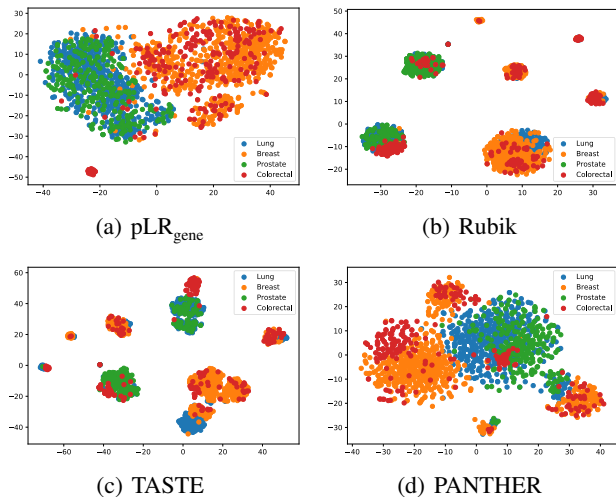 30
20
10
0
−10
−20
−30
−40
−50
−40
−20
0
20
40
Lung
Breast
Prostate
Colorectal
(a) pLRgene
50
40
30
20
10
0
−10
−20
−30
−20
−10
0
10
20
30
Lung
Breast
Prostate
Colorectal
(b) Rubik
60
40
20
0
−20
−40
−60
−40
−20
0
20
40
Lung
Breast
Prostate
Colorectal
(c) TASTE
30
20
10
0
−10
−20
−30
−40
−30
−20
−10
0
10
20
30
40
Lung
Breast
Prostate
Colorectal
(d) PANTHER